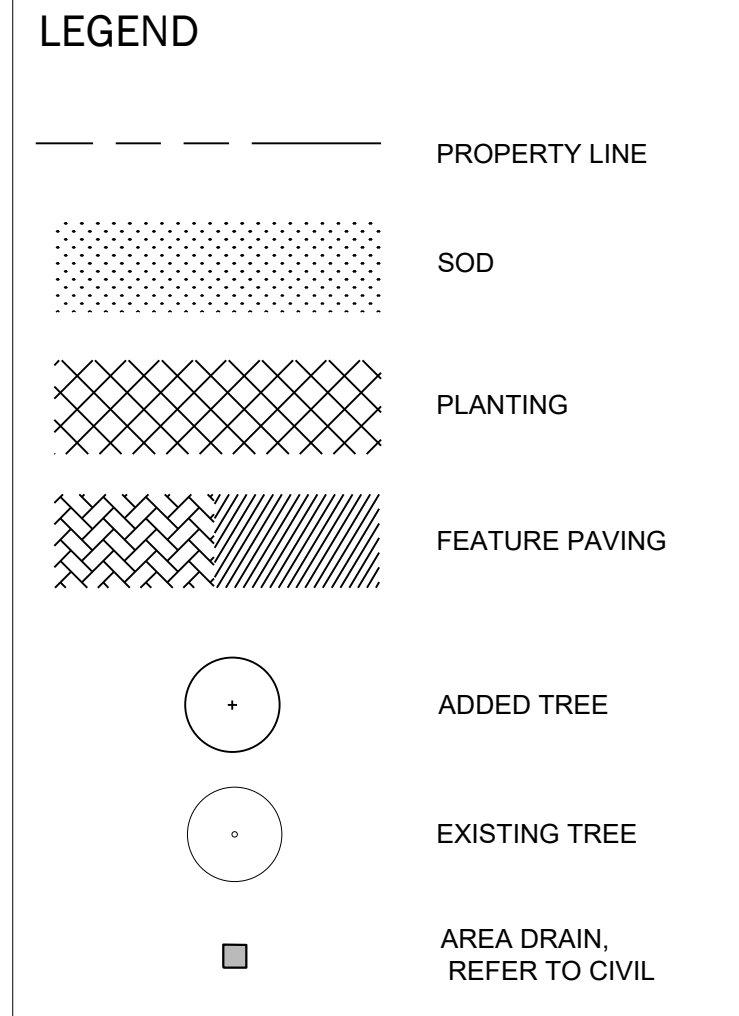 LEGEND
PROPERTY LINE
SOD
PLANTING
FEATURE PAVING
ADDED TREE
EXISTING TREE
AREA DRAIN,
REFER TO CIVIL